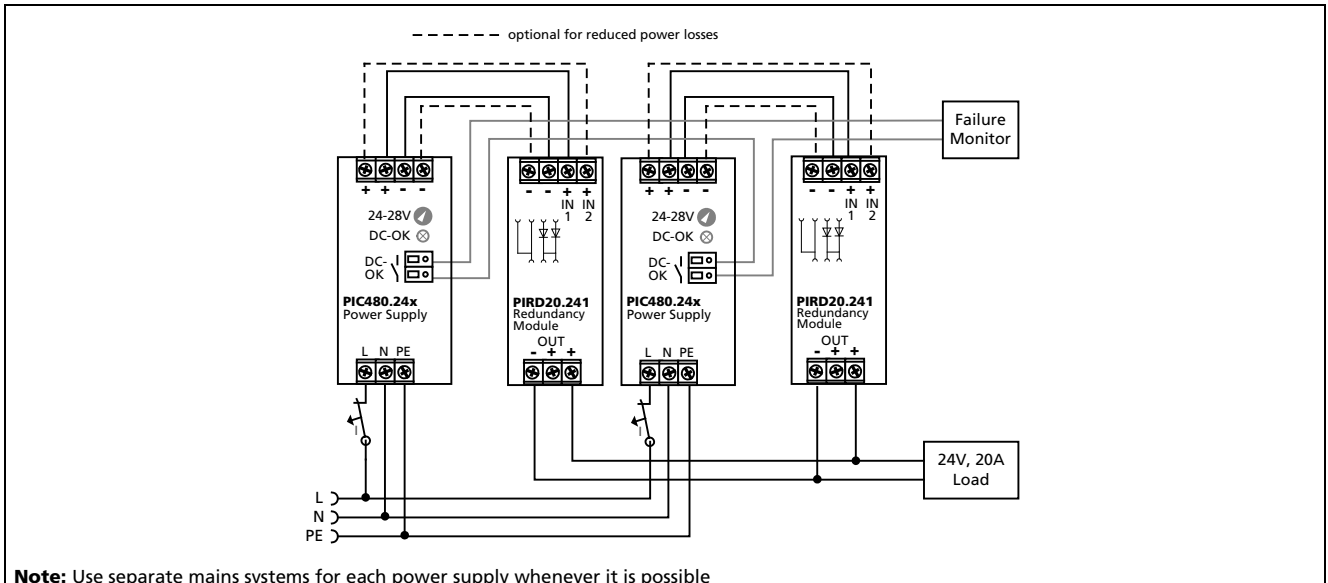 optional for reduced power losses
Failure
Monitor
+ + - -
24-28V
DC-OK
DC-
OK
PIC480.24x
Power Supply
L N PE
- - + +
IN IN
1 2
PIRD20.241
Redundancy
Module
OUT
- + +
+ + - -
24-28V
DC-OK
DC-
OK
PIC480.24x
Power Supply
L N PE
- - + +
IN IN
1 2
PIRD20.241
Redundancy
Module
OUT
- + +
I
I
24V, 20A
Load
L
N
PE
Note: Use separate mains systems for each power supply whenever it is possible